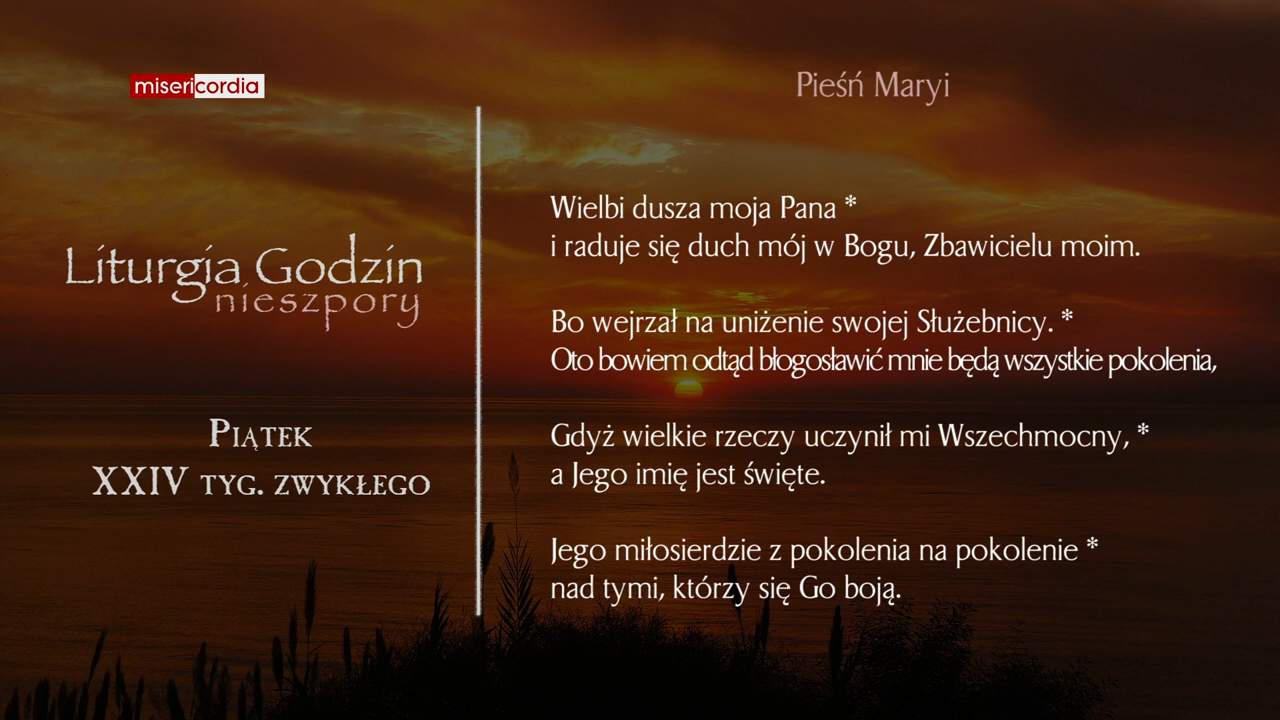 misericordia
Pieśń Maryi
Liturgia Godzin
nieszpory
Piątek
XXIV tyg. zwykłego
Wielbi dusza moja Pana *
i raduje się duch mój w Bogu, Zbawicielu moim.
Bo wejrzał na uniżenie swojej Służebnicy. *
Oto bowiem odtąd błogosławić mnie będą wszystkie pokolenia,
Gdyż wielkie rzeczy uczynił mi Wszechmocny, *
a Jego imię jest święte.
Jego miłosierdzie z pokolenia na pokolenie *
nad tymi, którzy się Go boją.